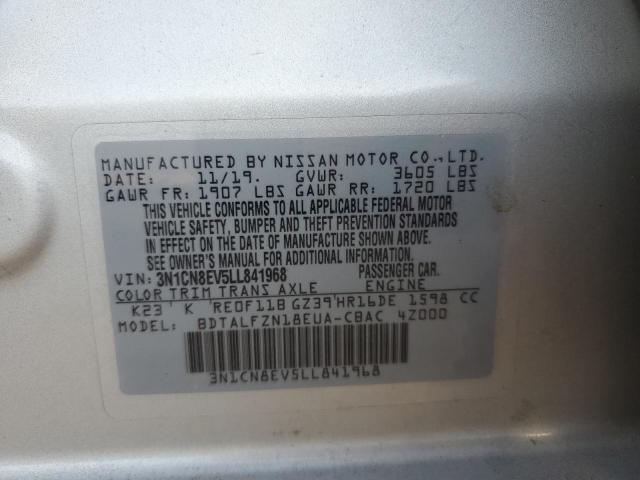 MANUFACTURED BY NISSAN MOTOR CO., LTD.
DATE: 11/19. GVWR: 3605 LBS
GAWR FR: 1907 LBS GAWR RR: 1720 LBS
THIS VEHICLE CONFORMS TO ALL APPLICABLE FEDERAL MOTOR
VEHICLE SAFETY, BUMPER AND THEFT PREVENTION STANDARDS
IN EFFECT ON THE DATE OF MANUFACTURE SHOWN ABOVE.
SEE OWNER'S MANUAL FOR ADDITIONAL INFORMATION.
VIN: 3N1CN8EV5LL841968 PASSENGER CAR.
COLOR TRIM TRANS AXLE ENGINE
K23 K RE0F11B GZ39 HR16DE 1598 CC
MODEL: BDTALFZN18EUA-CBAC 4Z000
3N1CN8EV5LL841968